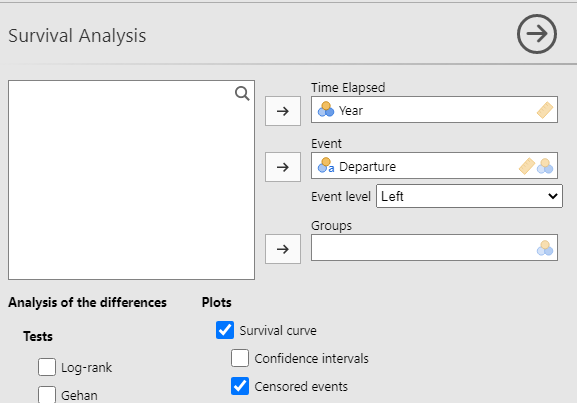 Survival Analysis
Time Elapsed
Year
Event
a Departure
Event level Left
Groups
Analysis of the differences
Plots
Tests
Survival curve
Log-rank
Confidence intervals
Gehan
Censored events